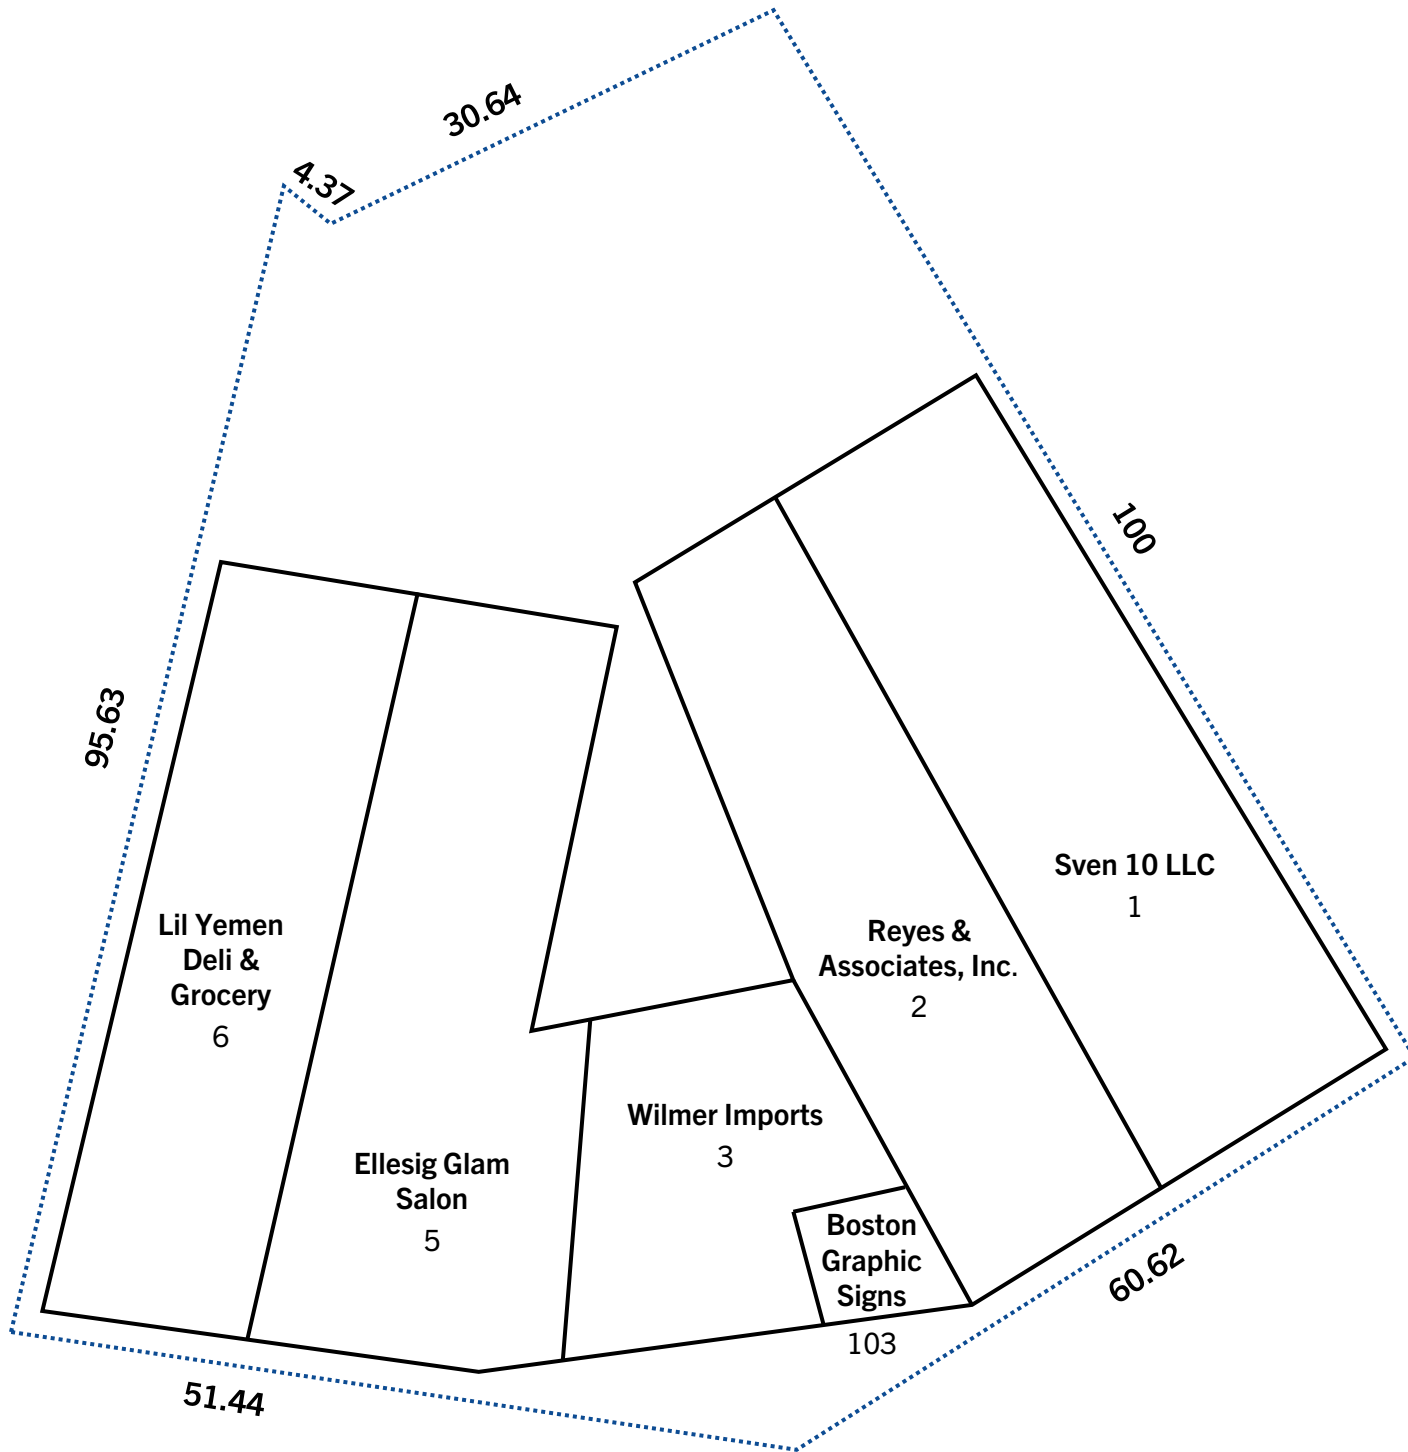 30.64
4.37
100
95.63
Sven 10 LLC
1
Reyes &
Associates, Inc.
2
Lil Yemen
Deli &
Grocery
6
Wilmer Imports
3
Ellesig Glam
Salon
5
Boston
Graphic
Signs
103
60.62
51.44